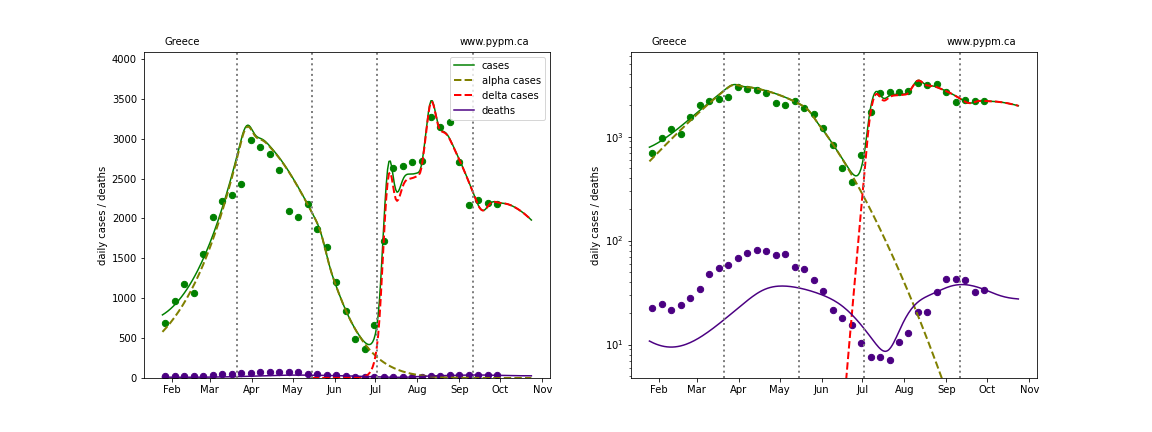 Greece www.pypm.ca
4000
3500
3000
2500
2000
1500
1000
500
0
daily cases / deaths
cases
alpha cases
delta cases
deaths
Feb Mar Apr May Jun Jul Aug Sep Oct Nov
Greece www.pypm.ca
10³
10²
10¹
daily cases / deaths
Feb Mar Apr May Jun Jul Aug Sep Oct Nov